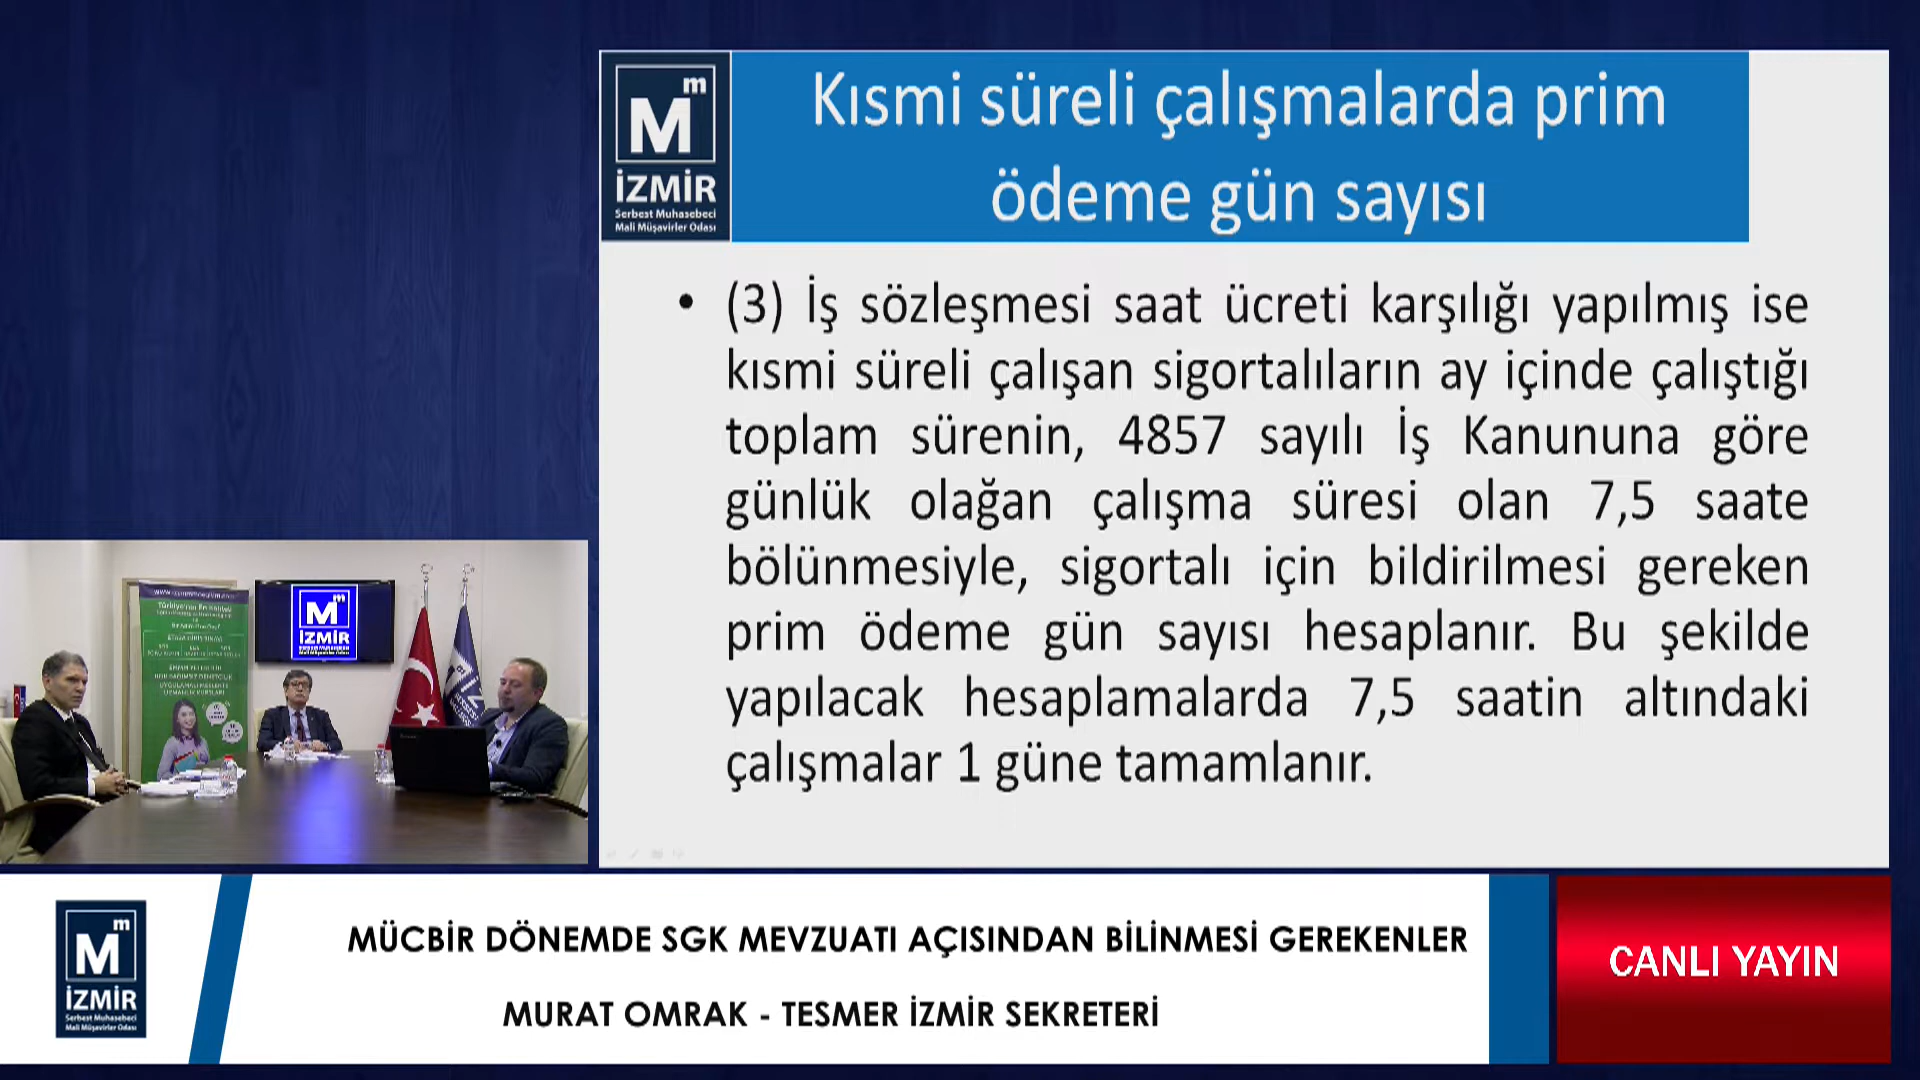 Mm
İZMİR
Serbest Muhasebeci
Mali Müşavirler Odası
Kısmi süreli çalışmalarda prim
ödeme gün sayısı
• (3) İş sözleşmesi saat ücreti karşılığı yapılmış ise
kısmi süreli çalışan sigortalıların ay içinde çalıştığı
toplam sürenin, 4857 sayılı İş Kanununa göre
günlük olağan çalışma süresi olan 7,5 saate
bölünmesiyle, sigortalı için bildirilmesi gereken
prim ödeme gün sayısı hesaplanır. Bu şekilde
yapılacak hesaplamalarda 7,5 saatin altındaki
çalışmalar 1 güne tamamlanır.
Mm
İZMİR
Mm
İZMİR
Serbest Muhasebeci
Mali Müşavirler Odası
MÜCBİR DÖNEMDE SGK MEVZUATI AÇISINDAN BİLİNMESİ GEREKENLER
MURAT OMRAK - TESMER İZMİR SEKRETERİ
CANLI YAYIN